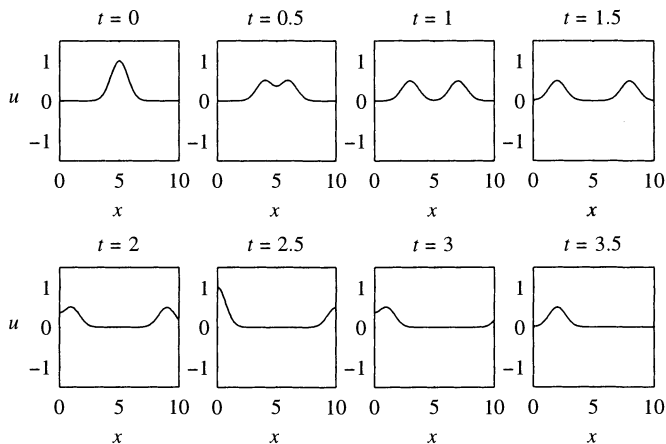 t = 0 t = 0.5 t = 1 t = 1.5
1 1 1 1
u 0 0 0 0
−1 −1 −1 −1
0 5 10 0 5 10 0 5 10 0 5 10
x x x x
t = 2 t = 2.5 t = 3 t = 3.5
1 1 1 1
u 0 0 0 0
−1 −1 −1 −1
0 5 10 0 5 10 0 5 10 0 5 10
x x x x